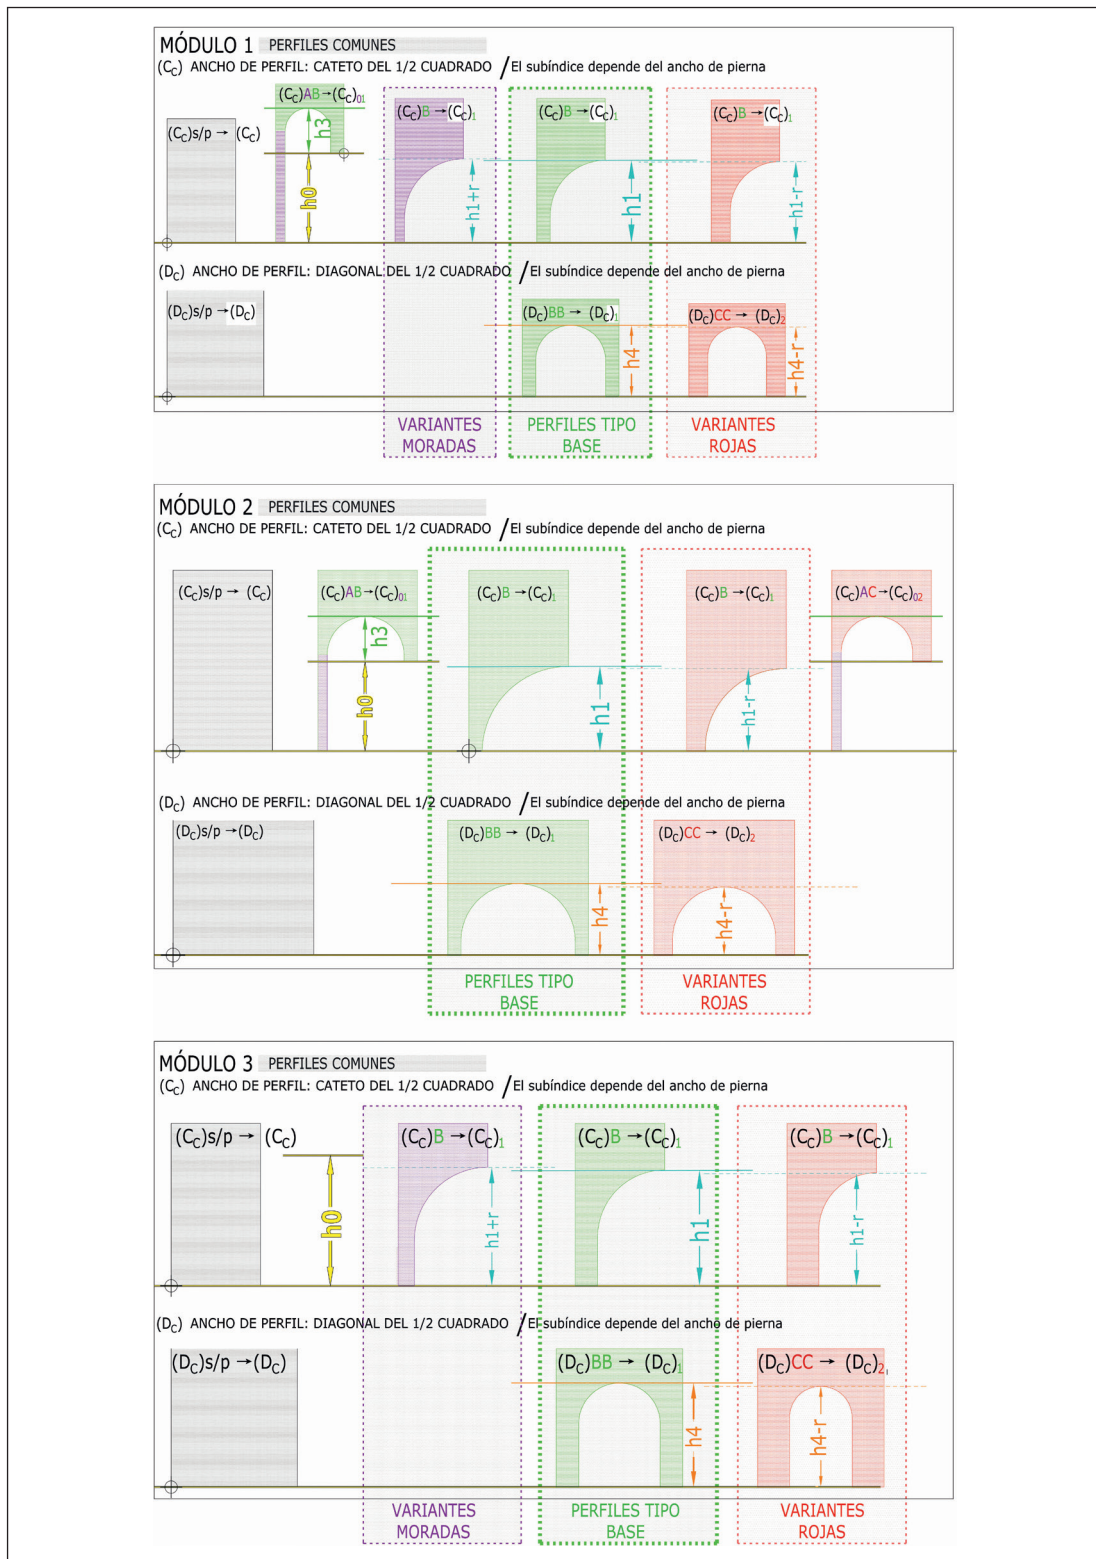 MÓDULO 1 PERFILES COMUNES
(Cc) ANCHO DE PERFIL: CATETO DEL 1/2 CUADRADO / El subíndice depende del ancho de pierna
(Cc)s/p → (Cc)
(Cc)AB→(Cc)01
(Cc)B → (Cc)1
(Cc)B → (Cc)1
(Cc)B → (Cc)1
h3
h0
h1+r
h1
h1-r
(Dc) ANCHO DE PERFIL: DIAGONAL DEL 1/2 CUADRADO / El subíndice depende del ancho de pierna
(Dc)s/p →(Dc)
(Dc)BB → (Dc)1
(Dc)CC → (Dc)2
h4
h4-r
VARIANTES
MORADAS
PERFILES TIPO
BASE
VARIANTES
ROJAS
MÓDULO 2 PERFILES COMUNES
(Cc) ANCHO DE PERFIL: CATETO DEL 1/2 CUADRADO / El subíndice depende del ancho de pierna
(Cc)s/p → (Cc)
(Cc)AB→(Cc)01
(Cc)B → (Cc)1
(Cc)B → (Cc)1
(Cc)AC→(Cc)02
h3
h0
h1
h1-r
(Dc) ANCHO DE PERFIL: DIAGONAL DEL 1/2 CUADRADO / El subíndice depende del ancho de pierna
(Dc)s/p →(Dc)
(Dc)BB → (Dc)1
(Dc)CC → (Dc)2
h4
h4-r
PERFILES TIPO
BASE
VARIANTES
ROJAS
MÓDULO 3 PERFILES COMUNES
(Cc) ANCHO DE PERFIL: CATETO DEL 1/2 CUADRADO / El subíndice depende del ancho de pierna
(Cc)s/p → (Cc)
(Cc)B →(Cc)1
(Cc)B →(Cc)1
(Cc)B →(Cc)1
h0
h1+r
h1
h1-r
(Dc) ANCHO DE PERFIL: DIAGONAL DEL 1/2 CUADRADO / El subíndice depende del ancho de pierna
(Dc)s/p →(Dc)
(Dc)BB → (Dc)1
(Dc)CC → (Dc)2
h4
h4-r
VARIANTES
MORADAS
PERFILES TIPO
BASE
VARIANTES
ROJAS